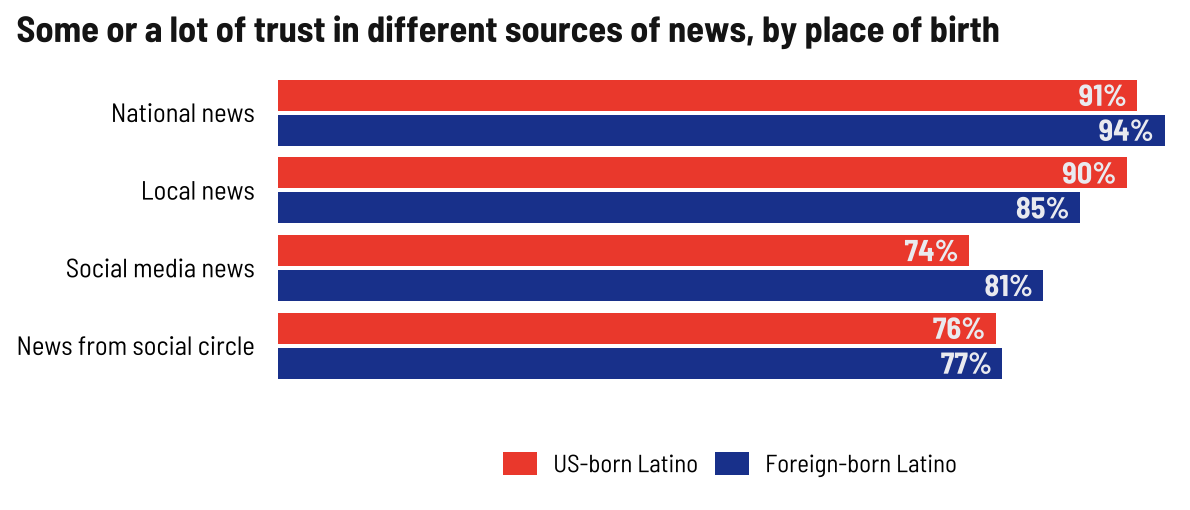 Some or a lot of trust in different sources of news, by place of birth
National news
91%
94%
Local news
90%
85%
Social media news
74%
81%
News from social circle
76%
77%
US-born Latino
Foreign-born Latino